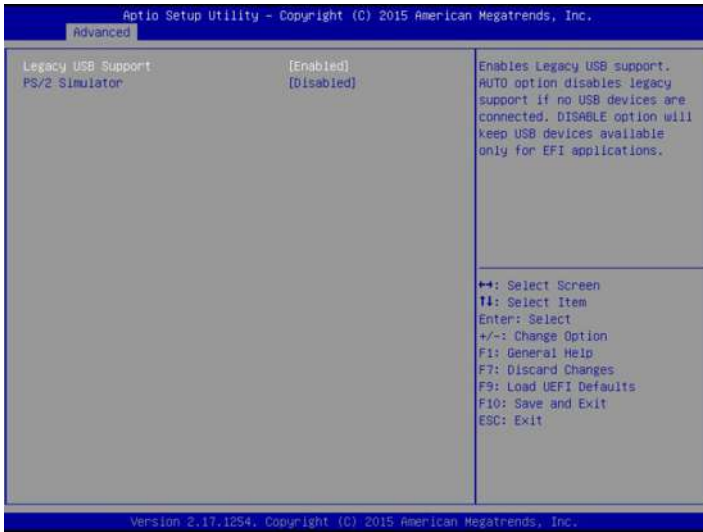 Aptio Setup Utility – Copyright (C) 2015 American Megatrends, Inc.
Advanced
Legacy USB Support [Enabled]
PS/2 Simulator [Disabled]
Enables Legacy USB support.
AUTO option disables legacy
support if no USB devices are
connected. DISABLE option will
keep USB devices available
only for EFI applications.
↔: Select Screen
↑↓: Select Item
Enter: Select
+/-: Change Option
F1: General Help
F7: Discard Changes
F9: Load UEFI Defaults
F10: Save and Exit
ESC: Exit
Version 2.17.1254. Copyright (C) 2015 American Megatrends, Inc.